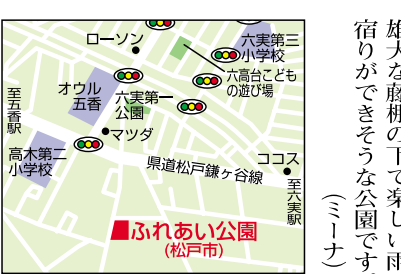 雄大な藤棚の下で楽しい雨
宿りができそうな公園です
(ミーナ)
ローソン
六実第三
小学校
六高台こども
の遊び場
オウル
五香
六実第一
公園
至五香駅
マツダ
高木第二
小学校
県道松戸鎌ヶ谷線
ココス
至六実駅
ふれあい公園
(松戸市)